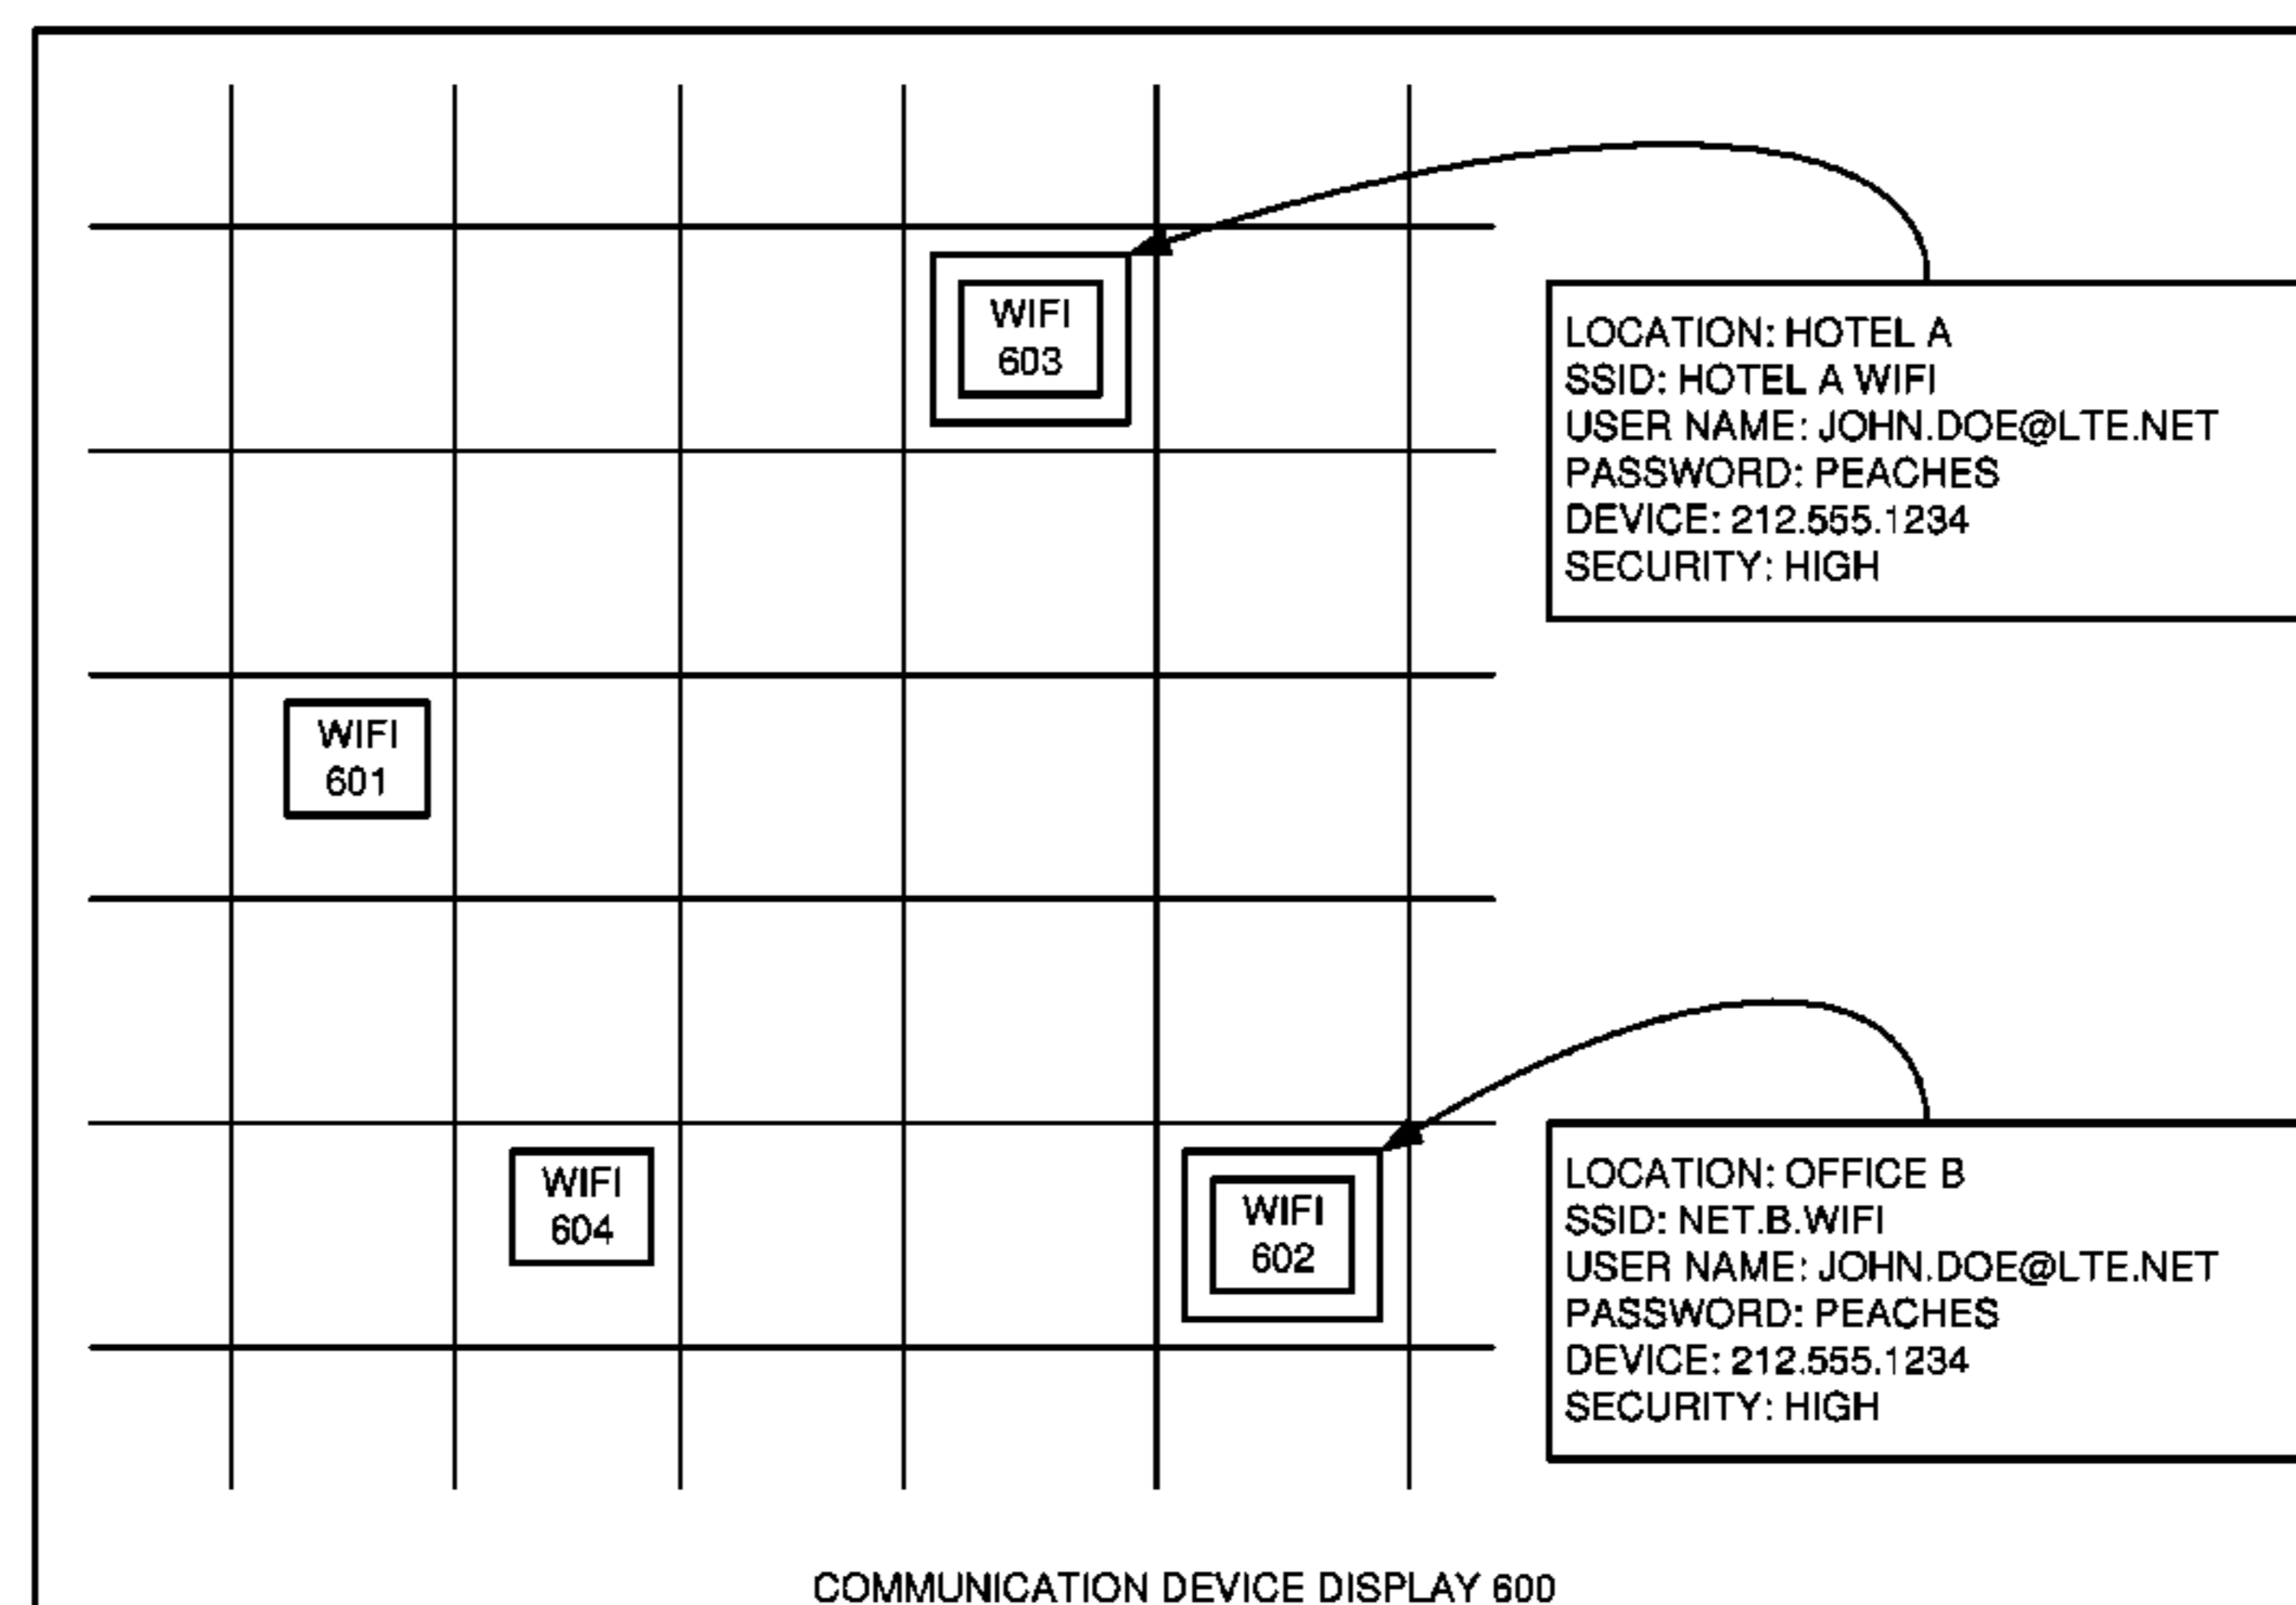 WIFI
603
LOCATION: HOTEL A
SSID: HOTEL A WIFI
USER NAME: JOHN.DOE@LTE.NET
PASSWORD: PEACHES
DEVICE: 212.555.1234
SECURITY: HIGH
WIFI
601
WIFI
604
WIFI
602
LOCATION: OFFICE B
SSID: NET.B.WIFI
USER NAME: JOHN.DOE@LTE.NET
PASSWORD: PEACHES
DEVICE: 212.555.1234
SECURITY: HIGH
COMMUNICATION DEVICE DISPLAY 600